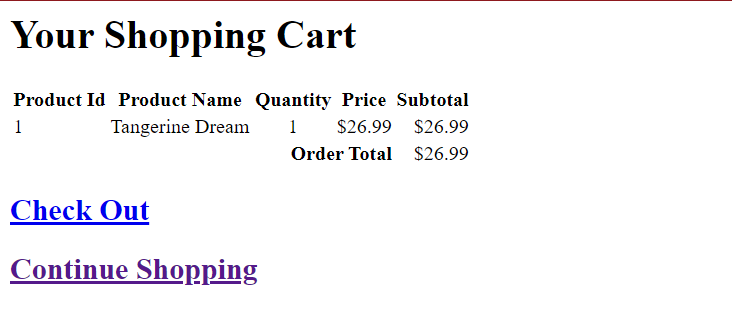 Your Shopping Cart
Product Id Product Name Quantity Price Subtotal
1 Tangerine Dream 1 $26.99 $26.99
Order Total $26.99
Check Out
Continue Shopping